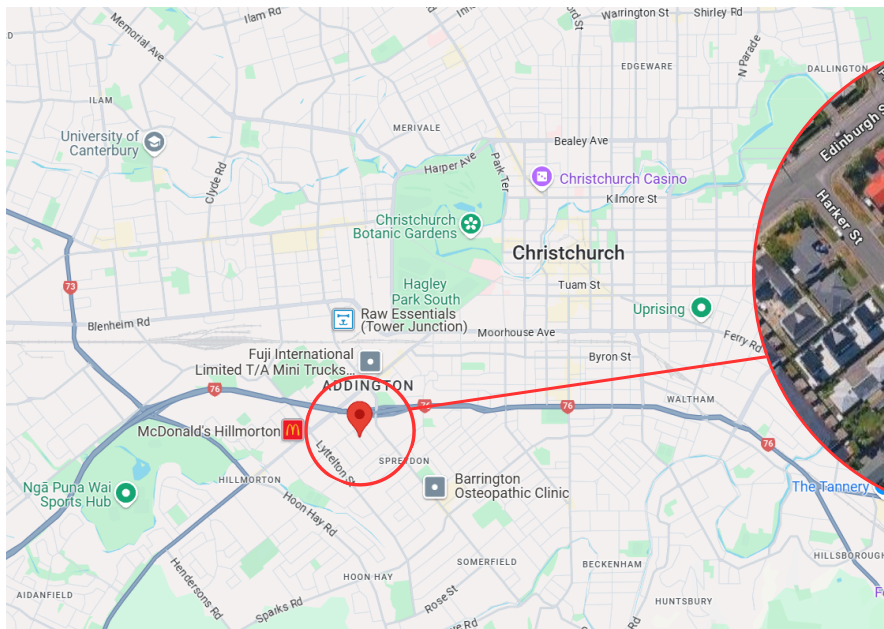 Ilam Rd
Warrington St
Shirley Rd
Memorial Ave
N Parade
EDGEWARE
DALLINGTON
ILAM
University of
Canterbury
MERIVALE
Bealey Ave
Edinburgh S
Harper Ave
Park Ter
Clyde Rd
Christchurch Casino
Kilmore St
Harker St
Christchurch
Botanic Gardens
Christchurch
73
Hagley
Park South
Tuam St
Uprising
Raw Essentials
(Tower Junction)
Blenheim Rd
Moorhouse Ave
Ferry Rd
Fuji International
Limited T/A Mini Trucks...
Byron St
ADDINGTON
76
76
76
WALTHAM
McDonald's Hillmorton
76
Lyttelton St
SPREYDON
HILLMORTON
Barrington
Osteopathic Clinic
Ngā Puna Wai
Sports Hub
The Tannery
Hoon Hay Rd
HILLSBOROUGH
SOMERFIELD
BECKENHAM
HOON HAY
Hendersons Rd
AIDANFIELD
Rose St
HUNTSBURY
Sparks Rd